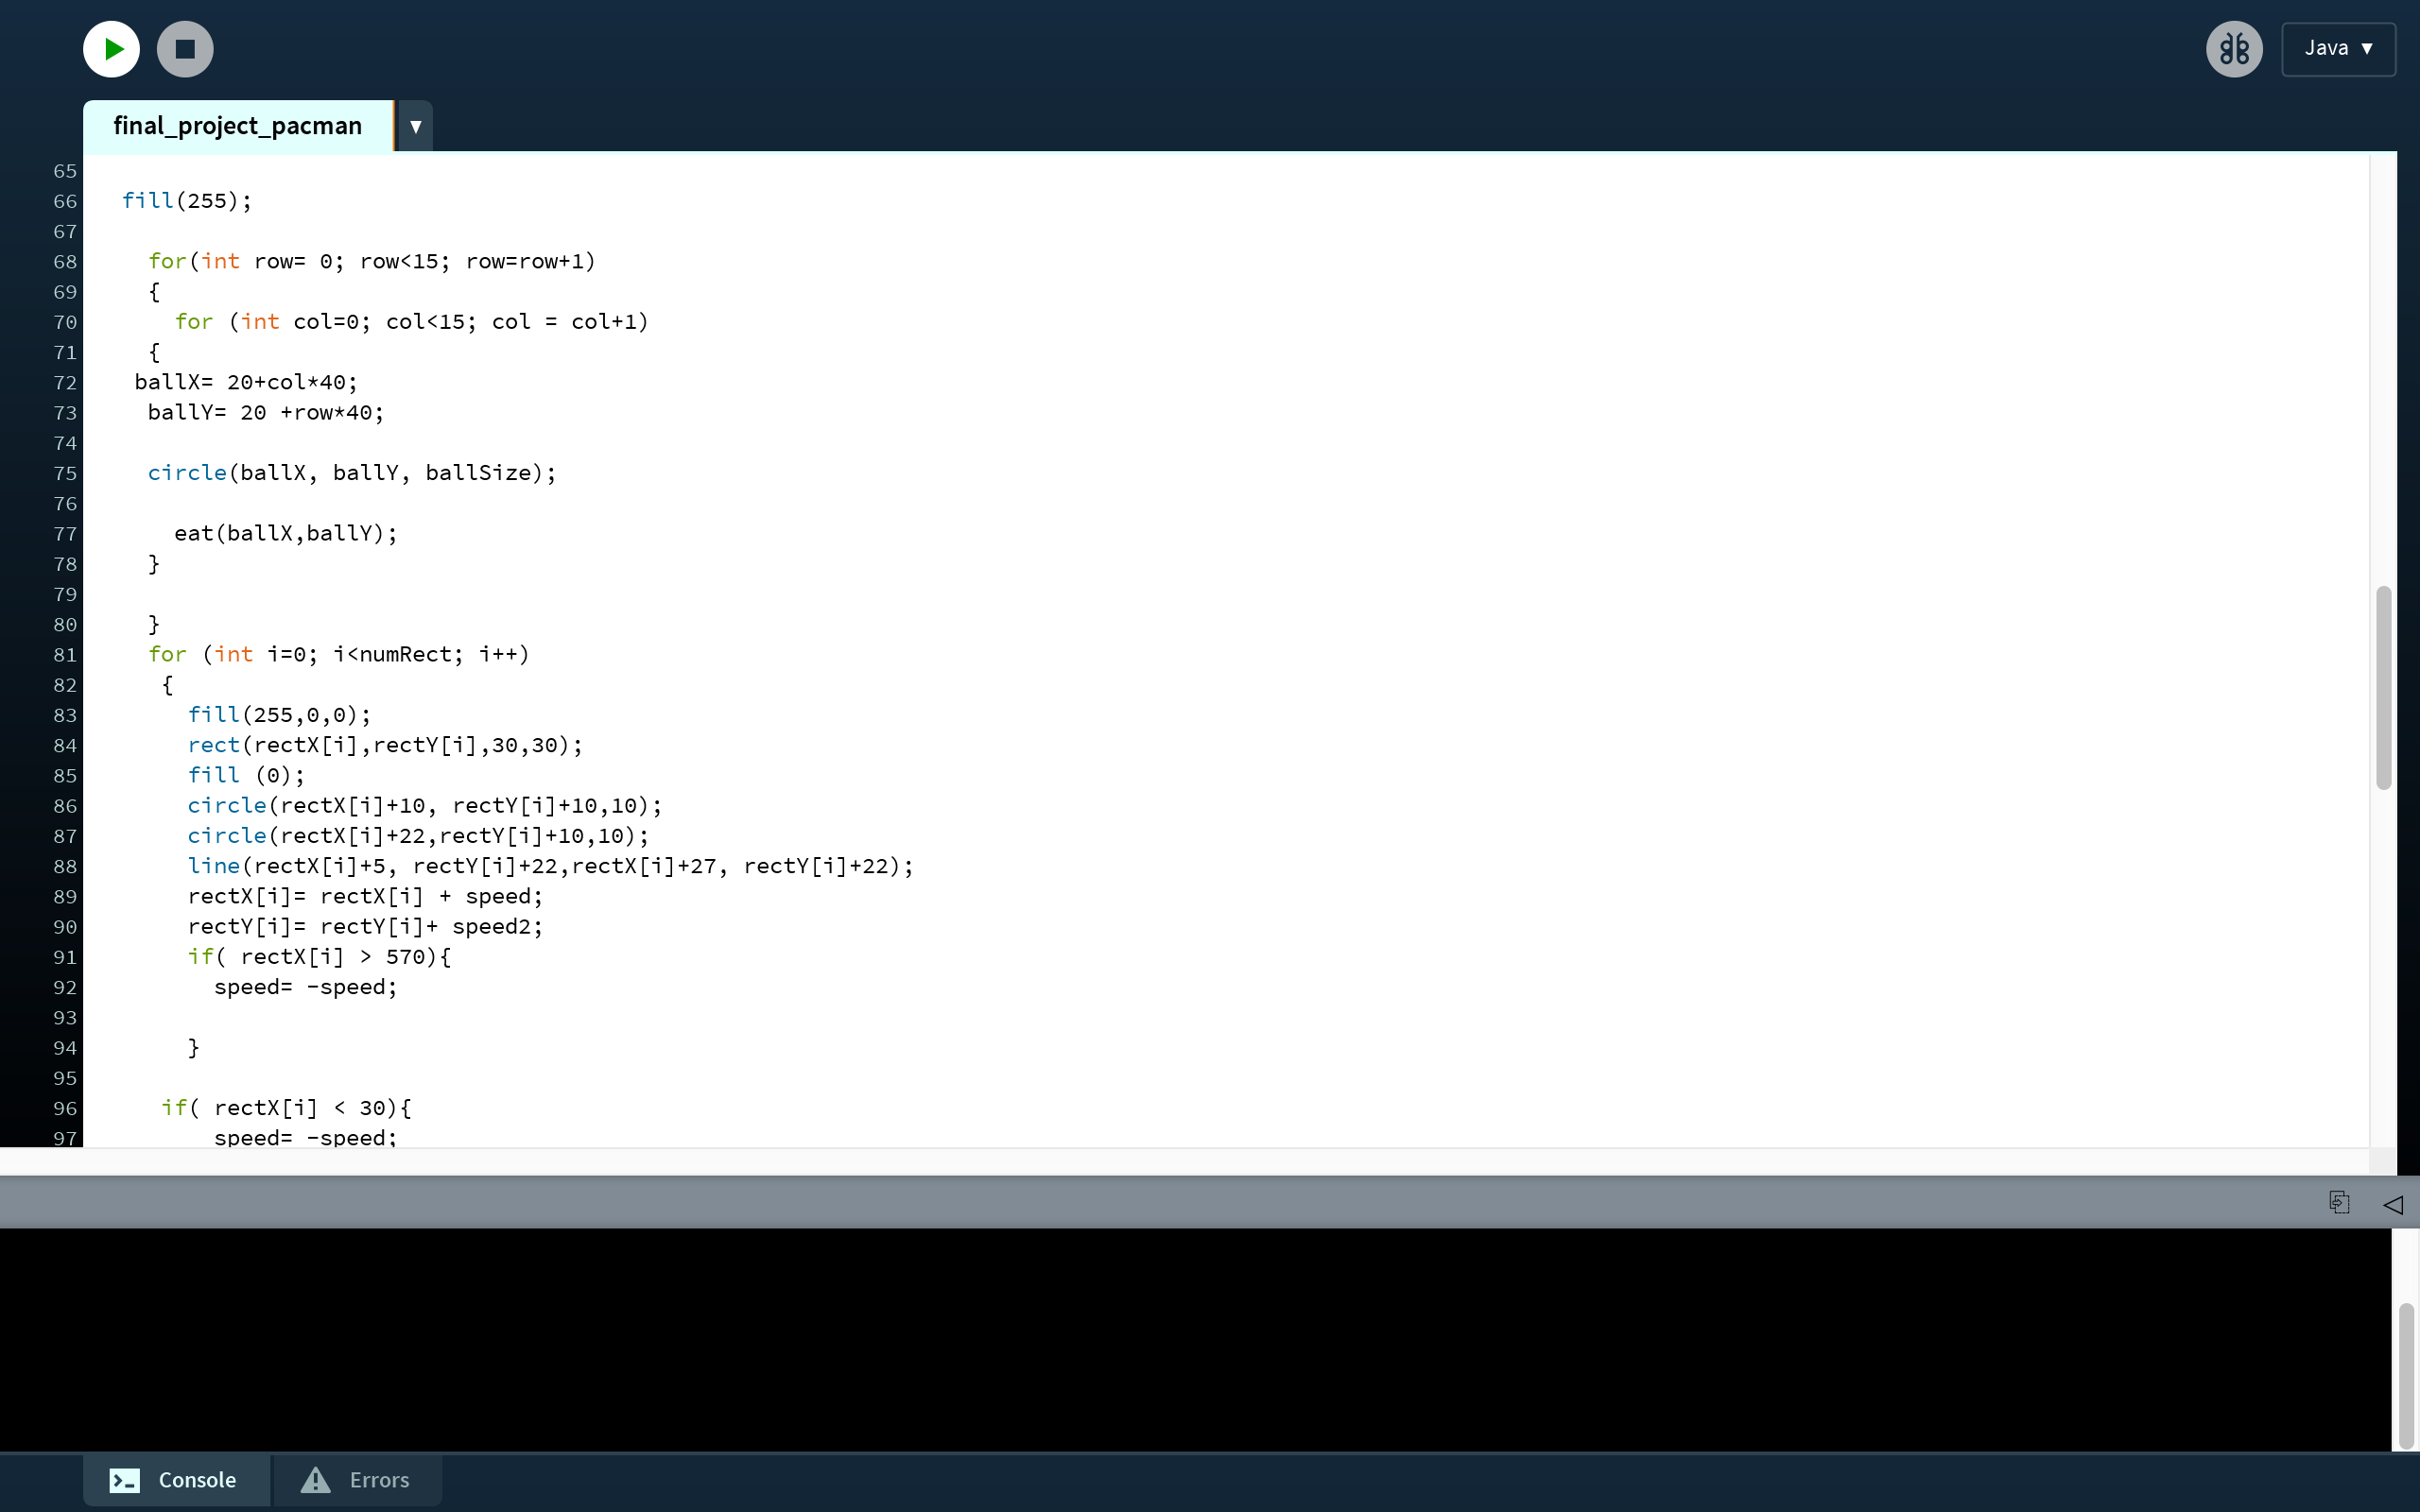 Java ▼
final_project_pacman ▼
65
66 fill(255);
67
68 for(int row= 0; row<15; row=row+1)
69 {
70 for (int col=0; col<15; col = col+1)
71 {
72 ballX= 20+col*40;
73 ballY= 20 +row*40;
74
75 circle(ballX, ballY, ballSize);
76
77 eat(ballX,ballY);
78 }
79
80 }
81 for (int i=0; i<numRect; i++)
82 {
83 fill(255,0,0);
84 rect(rectX[i],rectY[i],30,30);
85 fill (0);
86 circle(rectX[i]+10, rectY[i]+10,10);
87 circle(rectX[i]+22,rectY[i]+10,10);
88 line(rectX[i]+5, rectY[i]+22,rectX[i]+27, rectY[i]+22);
89 rectX[i]= rectX[i] + speed;
90 rectY[i]= rectY[i]+ speed2;
91 if( rectX[i] > 570){
92 speed= -speed;
93
94 }
95
96 if( rectX[i] < 30){
97 speed= -speed;
Console Errors